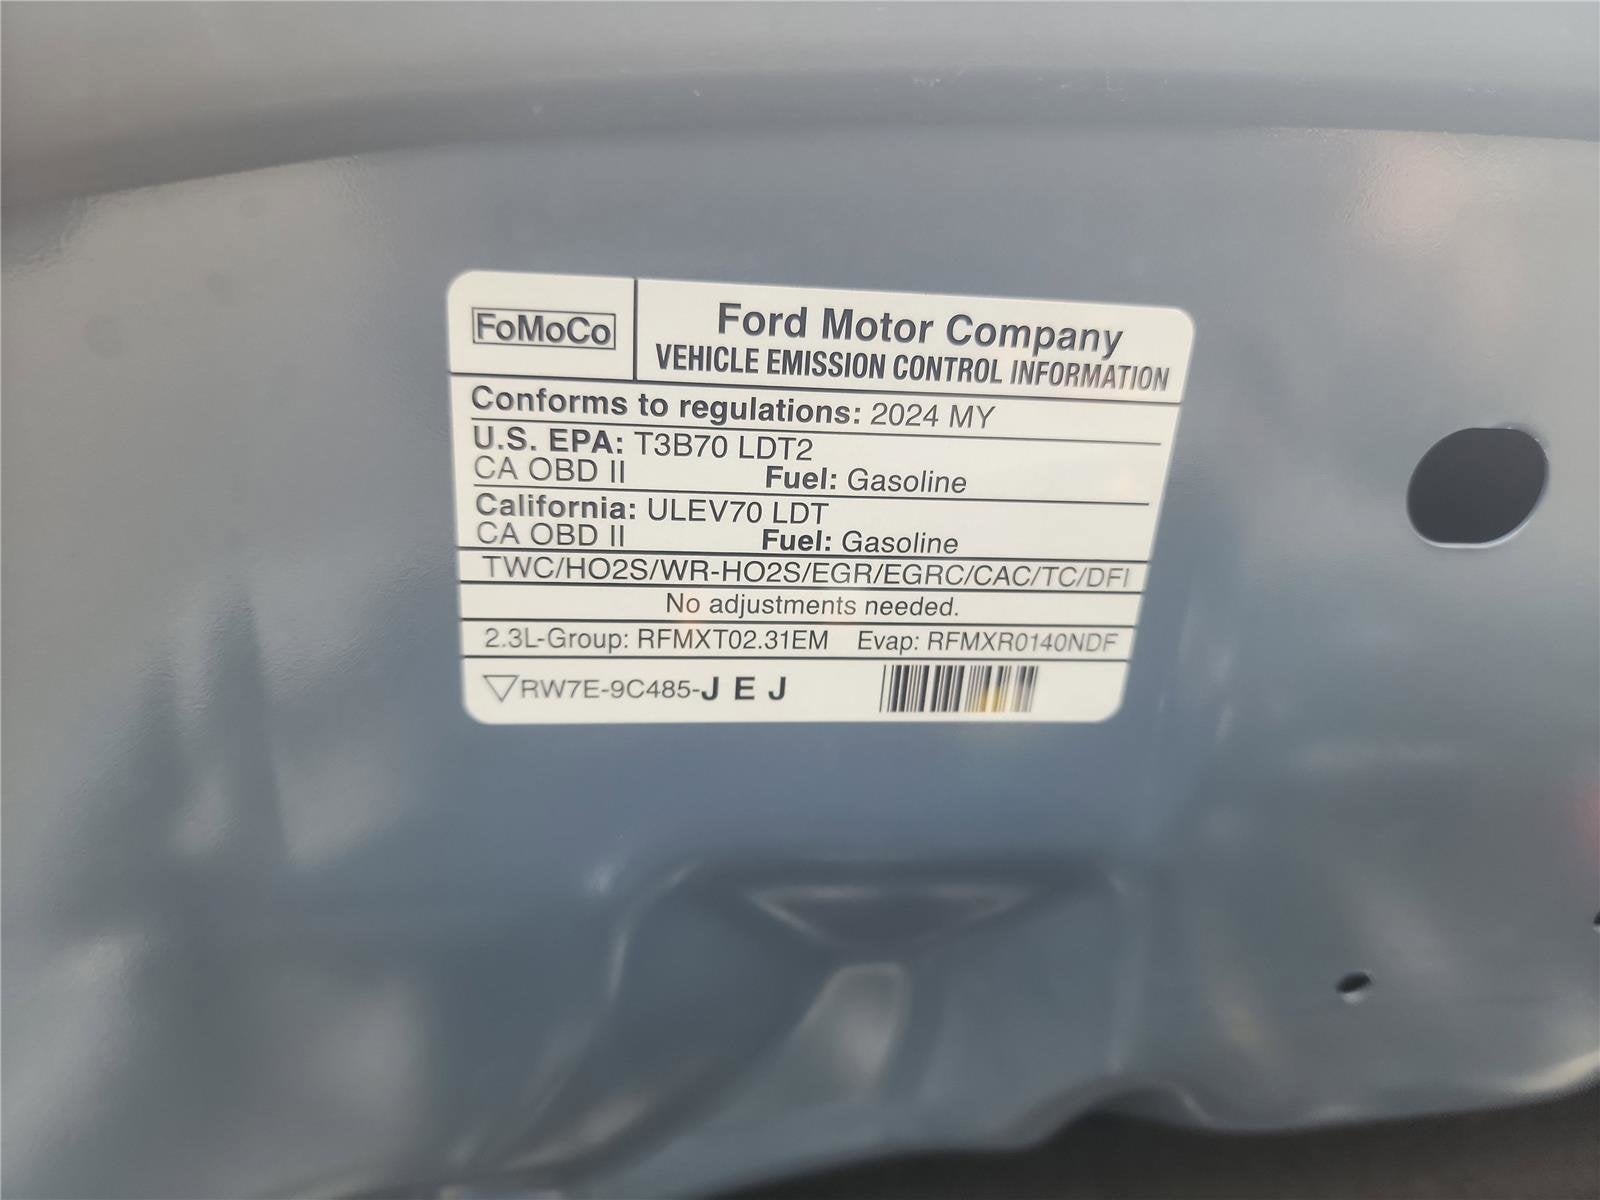 FoMoCo
Ford Motor Company
VEHICLE EMISSION CONTROL INFORMATION
Conforms to regulations: 2024 MY
U.S. EPA: T3B70 LDT2
CA OBD II Fuel: Gasoline
California: ULEV70 LDT
CA OBD II Fuel: Gasoline
TWC/HO2S/WR-HO2S/EGR/EGRC/CAC/TC/DFI
No adjustments needed.
2.3L-Group: RFMXT02.31EM Evap: RFMXR0140NDF
▽RW7E-9C485-J E J